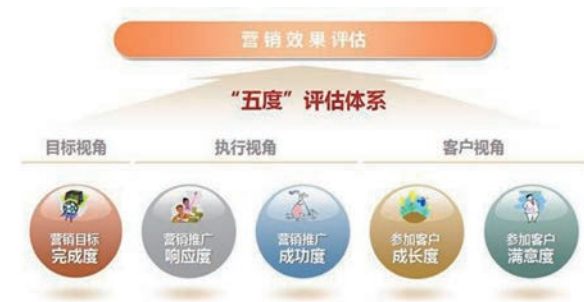 营销效果评估
“五度”评估体系
目标视角 执行视角 客户视角
营销目标 营销推广 营销推广 参加客户 参加客户
完成度 响应度 成功度 成长度 满意度